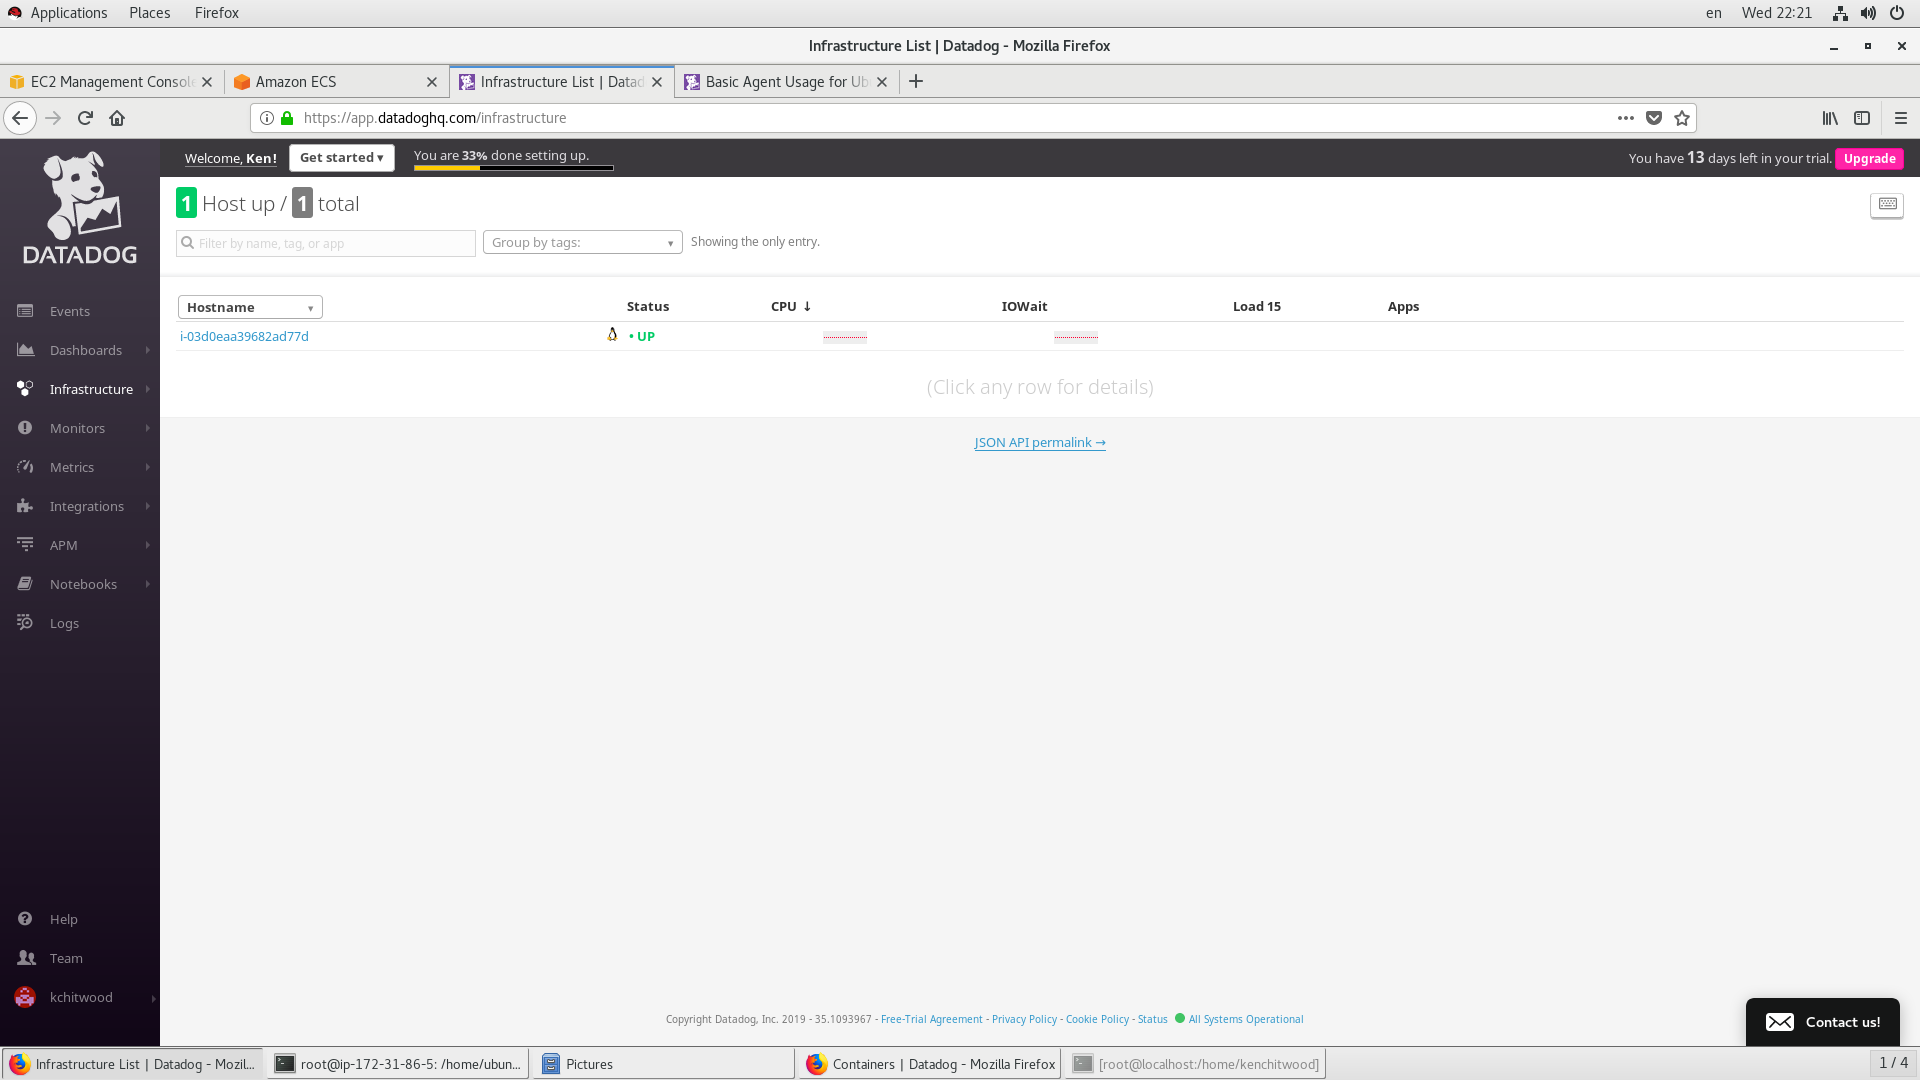 Applications Places Firefox en Wed 22:21
Infrastructure List | Datadog - Mozilla Firefox
EC2 Management Console Amazon ECS Infrastructure List | Datad Basic Agent Usage for Ub
https://app.datadoghq.com/infrastructure
Welcome, Ken! Get started ▾ You are 33% done setting up. You have 13 days left in your trial. Upgrade
1 Host up / 1 total
Filter by name, tag, or app Group by tags: Showing the only entry.
DATADOG
Hostname Status CPU ↓ IOWait Load 15 Apps
i-03d0eaa39682ad77d • UP
(Click any row for details)
JSON API permalink →
Events
Dashboards
Infrastructure
Monitors
Metrics
Integrations
APM
Notebooks
Logs
Help
Team
kchitwood
Copyright Datadog, Inc. 2019 - 35.1093967 - Free-Trial Agreement - Privacy Policy - Cookie Policy - Status All Systems Operational
Contact us!
Infrastructure List | Datadog - Mozil... root@ip-172-31-86-5: /home/ubun... Pictures Containers | Datadog - Mozilla Firefox [root@localhost:/home/kenchitwood] 1 / 4